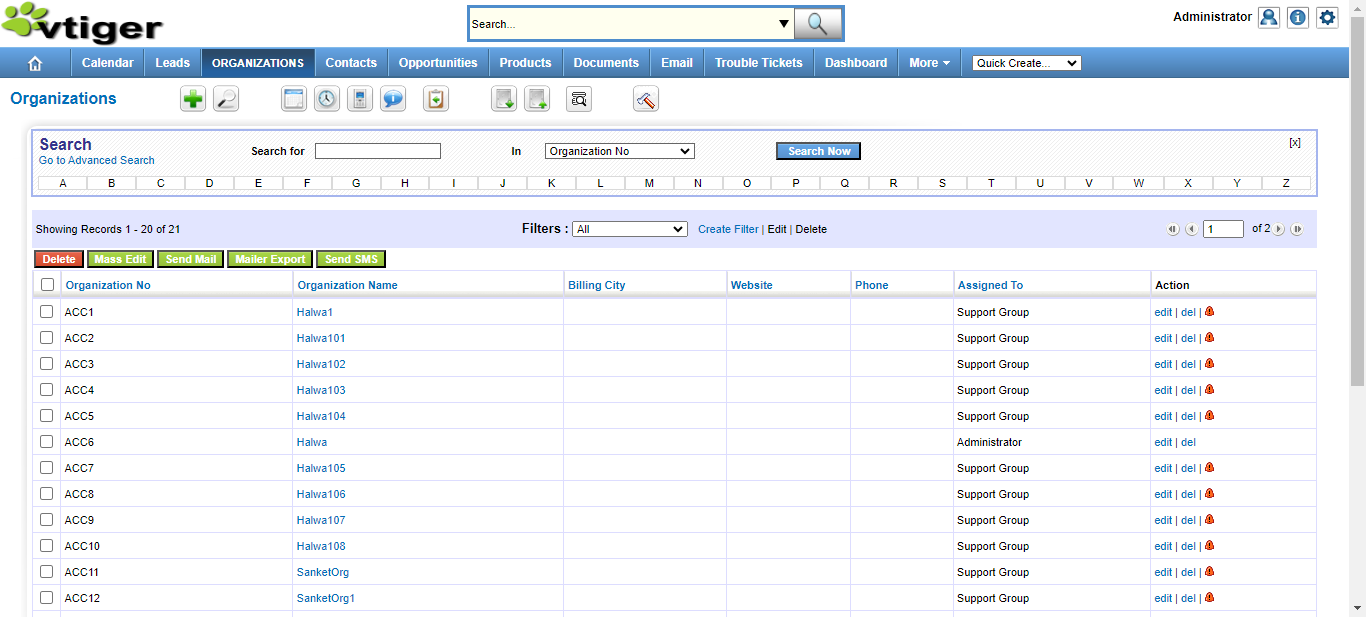 vtiger
Search...
Administrator
Calendar Leads ORGANIZATIONS Contacts Opportunities Products Documents Email Trouble Tickets Dashboard More Quick Create...
Organizations
Search
Go to Advanced Search
Search for In Organization No Search Now [x]
A B C D E F G H I J K L M N O P Q R S T U V W X Y Z
Showing Records 1 - 20 of 21 Filters : All Create Filter | Edit | Delete 1 of 2
Delete Mass Edit Send Mail Mailer Export Send SMS
Organization No Organization Name Billing City Website Phone Assigned To Action
ACC1 Halwa1 Support Group edit | del |
ACC2 Halwa101 Support Group edit | del |
ACC3 Halwa102 Support Group edit | del |
ACC4 Halwa103 Support Group edit | del |
ACC5 Halwa104 Support Group edit | del |
ACC6 Halwa Administrator edit | del
ACC7 Halwa105 Support Group edit | del |
ACC8 Halwa106 Support Group edit | del |
ACC9 Halwa107 Support Group edit | del |
ACC10 Halwa108 Support Group edit | del |
ACC11 SanketOrg Support Group edit | del |
ACC12 SanketOrg1 Support Group edit | del |